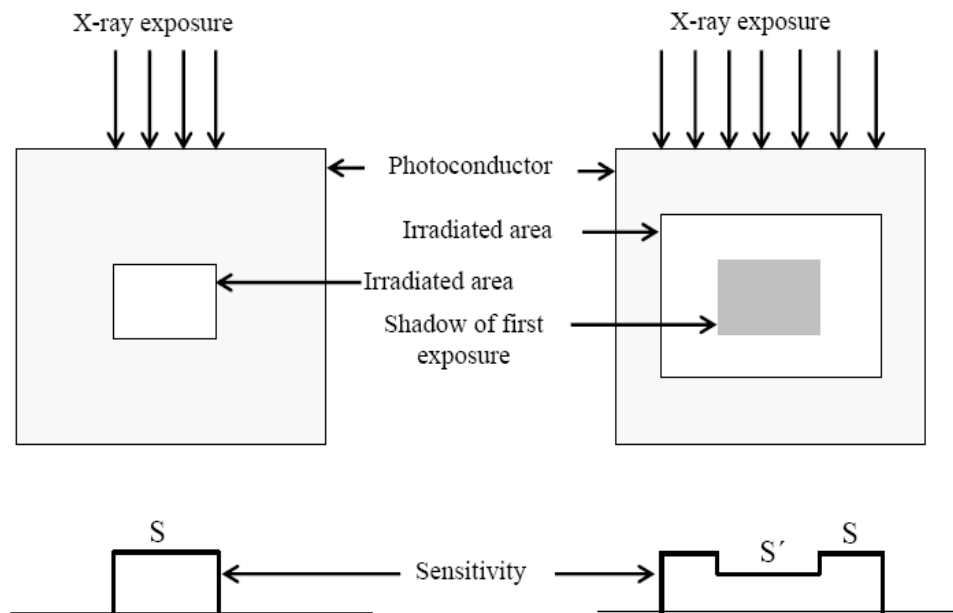 X-ray exposure
X-ray exposure
Photoconductor
Irradiated area
Irradiated area
Shadow of first
exposure
S
S´
S
Sensitivity